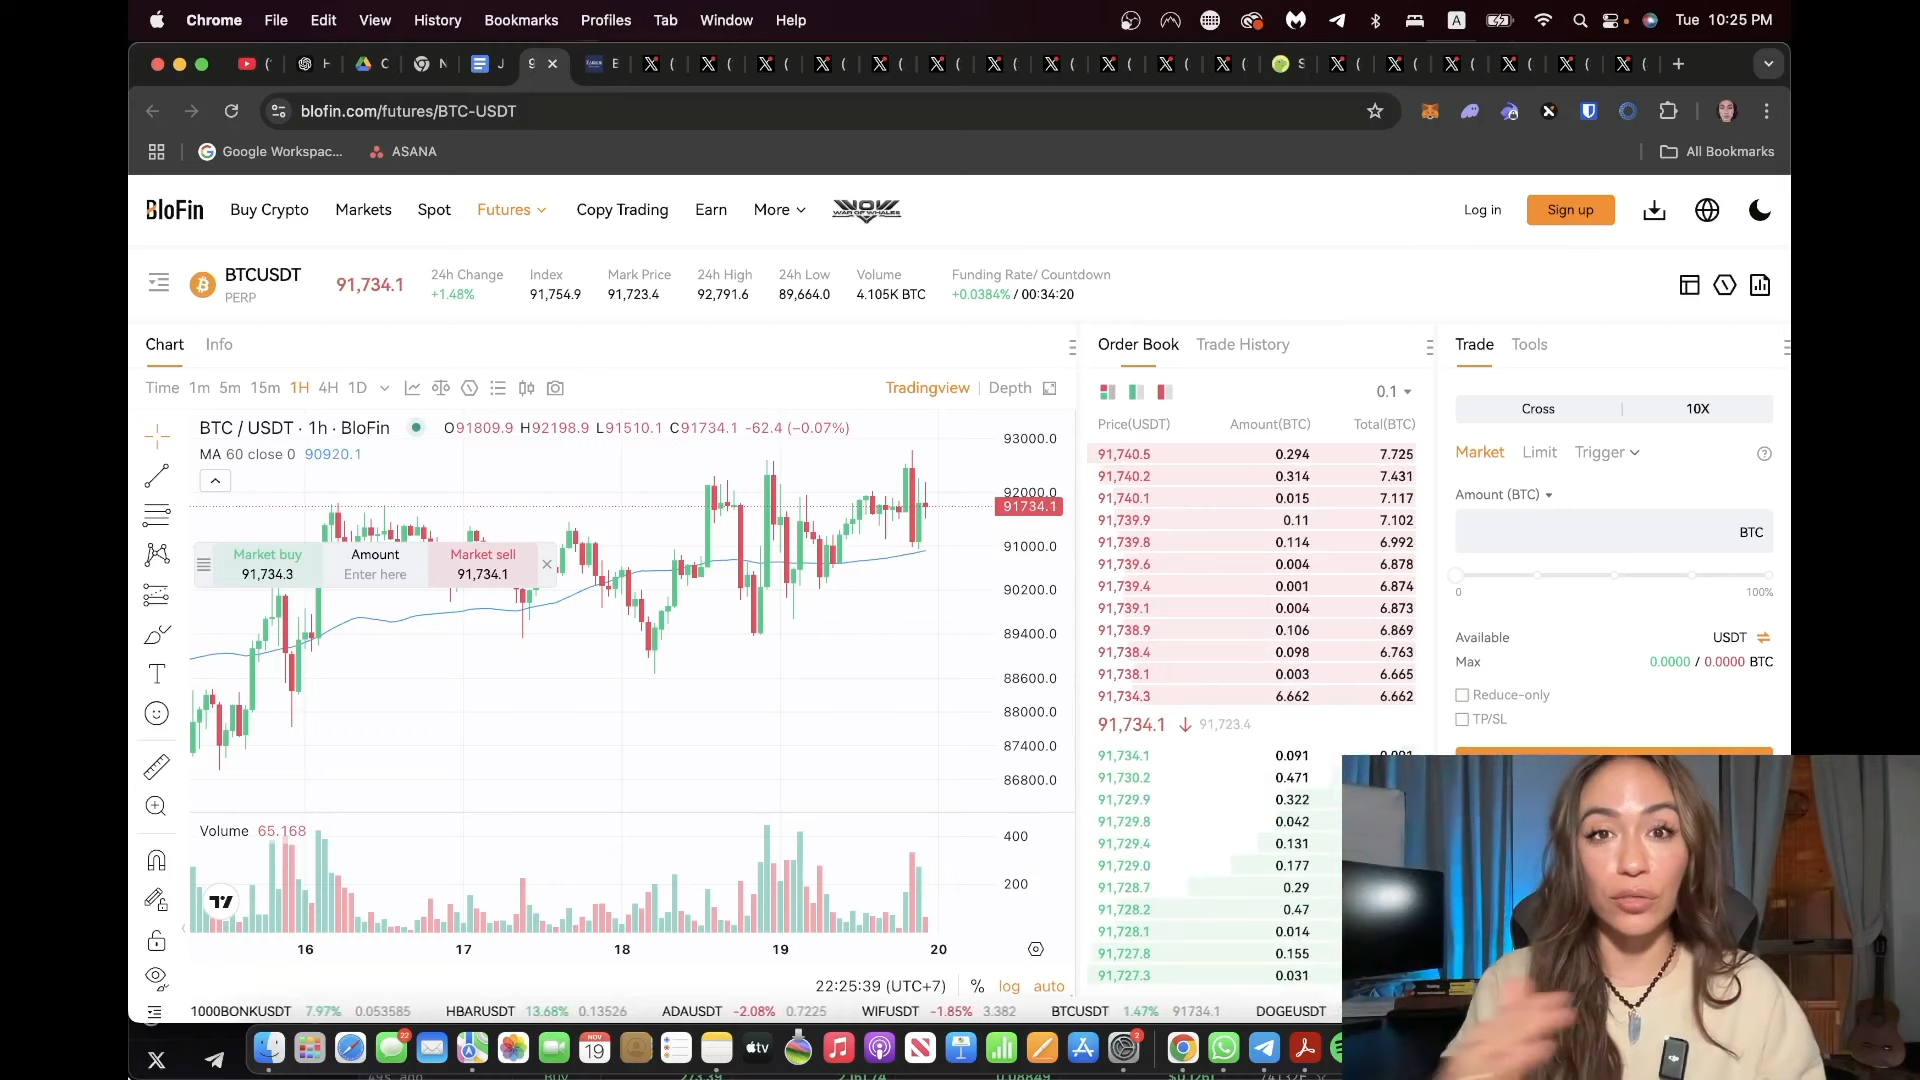 Chrome File Edit View History Bookmarks Profiles Tab Window Help
A
Tue 10:25 PM
blofin.com/futures/BTC-USDT
Google Workspac...
ASANA
All Bookmarks
BloFin
Buy Crypto
Markets
Spot
Futures
Copy Trading
Earn
More
WOW
WAR OF WHALES
Log in
Sign up
BTCUSDT
PERP
91,734.1
24h Change
+1.48%
Index
91,754.9
Mark Price
91,723.4
24h High
92,791.6
24h Low
89,664.0
Volume
4.105K BTC
Funding Rate/ Countdown
+0.0384% / 00:34:20
Chart Info
Time 1m 5m 15m 1H 4H 1D
Tradingview | Depth
BTC / USDT · 1h · BloFin
O91809.9 H92198.9 L91510.1 C91734.1 -62.4 (−0.07%)
MA 60 close 0 90920.1
Market buy
91,734.3
Amount
Enter here
Market sell
91,734.1
93000.0
92000.0
91734.1
91000.0
90200.0
89400.0
88600.0
88000.0
87400.0
86800.0
Volume 65.168
400
200
16 17 18 19 20
22:25:39 (UTC+7) % log auto
Order Book Trade History
0.1
Price(USDT) Amount(BTC) Total(BTC)
91,740.5 0.294 7.725
91,740.2 0.314 7.431
91,740.1 0.015 7.117
91,739.9 0.11 7.102
91,739.8 0.114 6.992
91,739.6 0.004 6.878
91,739.4 0.001 6.874
91,739.1 0.004 6.873
91,738.9 0.106 6.869
91,738.4 0.098 6.763
91,738.1 0.003 6.665
91,734.3 6.662 6.662
91,734.1 91,723.4
91,734.1 0.091
91,730.2 0.471
91,729.9 0.322
91,729.8 0.042
91,729.4 0.131
91,729.0 0.177
91,728.7 0.29
91,728.2 0.47
91,728.1 0.014
91,727.8 0.155
91,727.3 0.031
Trade Tools
Cross 10X
Market Limit Trigger
Amount (BTC)
BTC
0 100%
Available USDT
Max 0.0000 / 0.0000 BTC
Reduce-only
TP/SL
1000BONKUSDT 7.97% 0.053585
HBARUSDT 13.68% 0.13526
ADAUSDT -2.08% 0.7225
WIFUSDT -1.85% 3.382
BTCUSDT 1.47% 91734.1
DOGEUSDT
22
NOV
19
tv
2